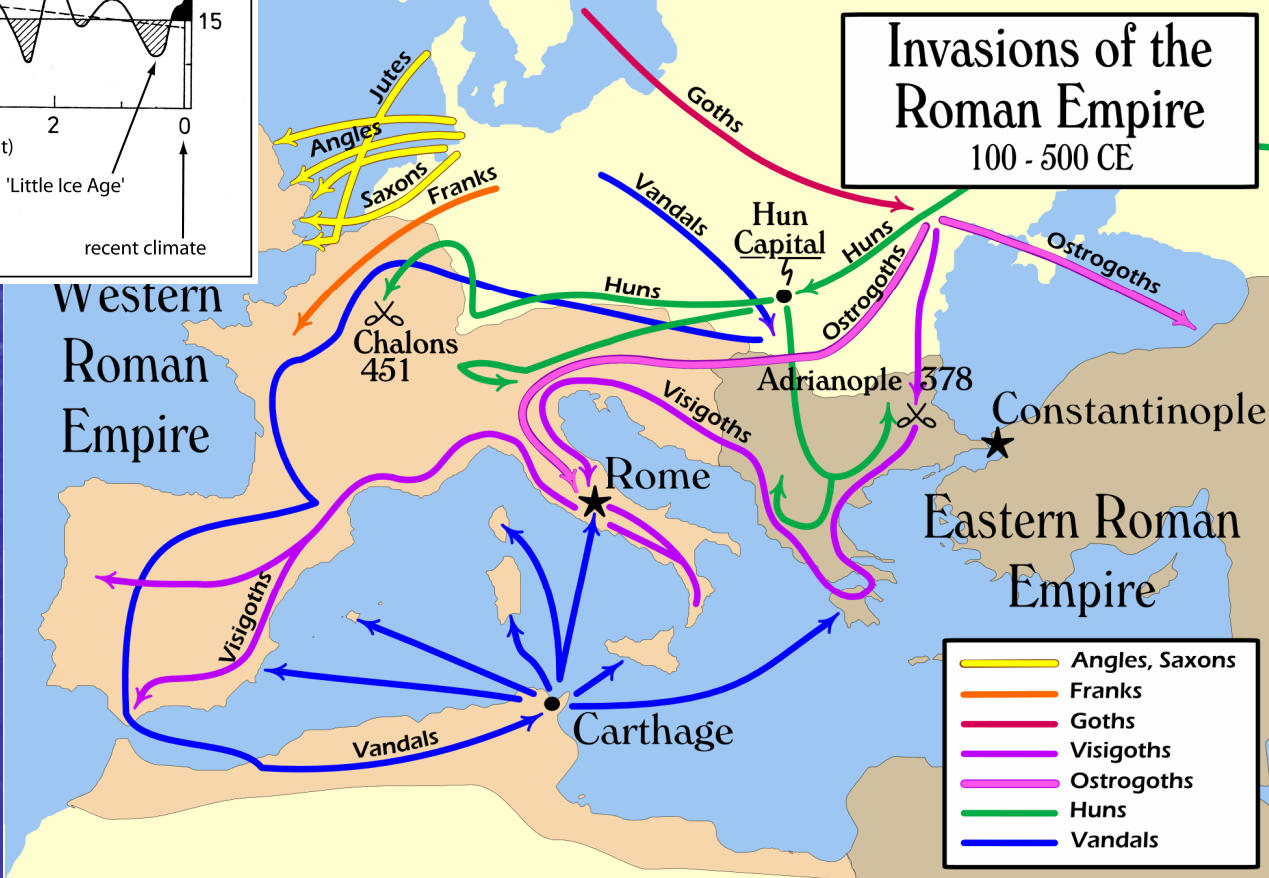 15
2
0
t)
'Little Ice Age'
recent climate
Invasions of the
Roman Empire
100 - 500 CE
Jutes
Angles
Saxons
Franks
Goths
Vandals
Hun
Capital
Huns
Ostrogoths
Ostrogoths
Huns
Western
Roman
Empire
Chalons
451
Adrianople 378
Constantinople
Visigoths
Rome
Eastern Roman
Empire
Visigoths
Carthage
Vandals
Angles, Saxons
Franks
Goths
Visigoths
Ostrogoths
Huns
Vandals